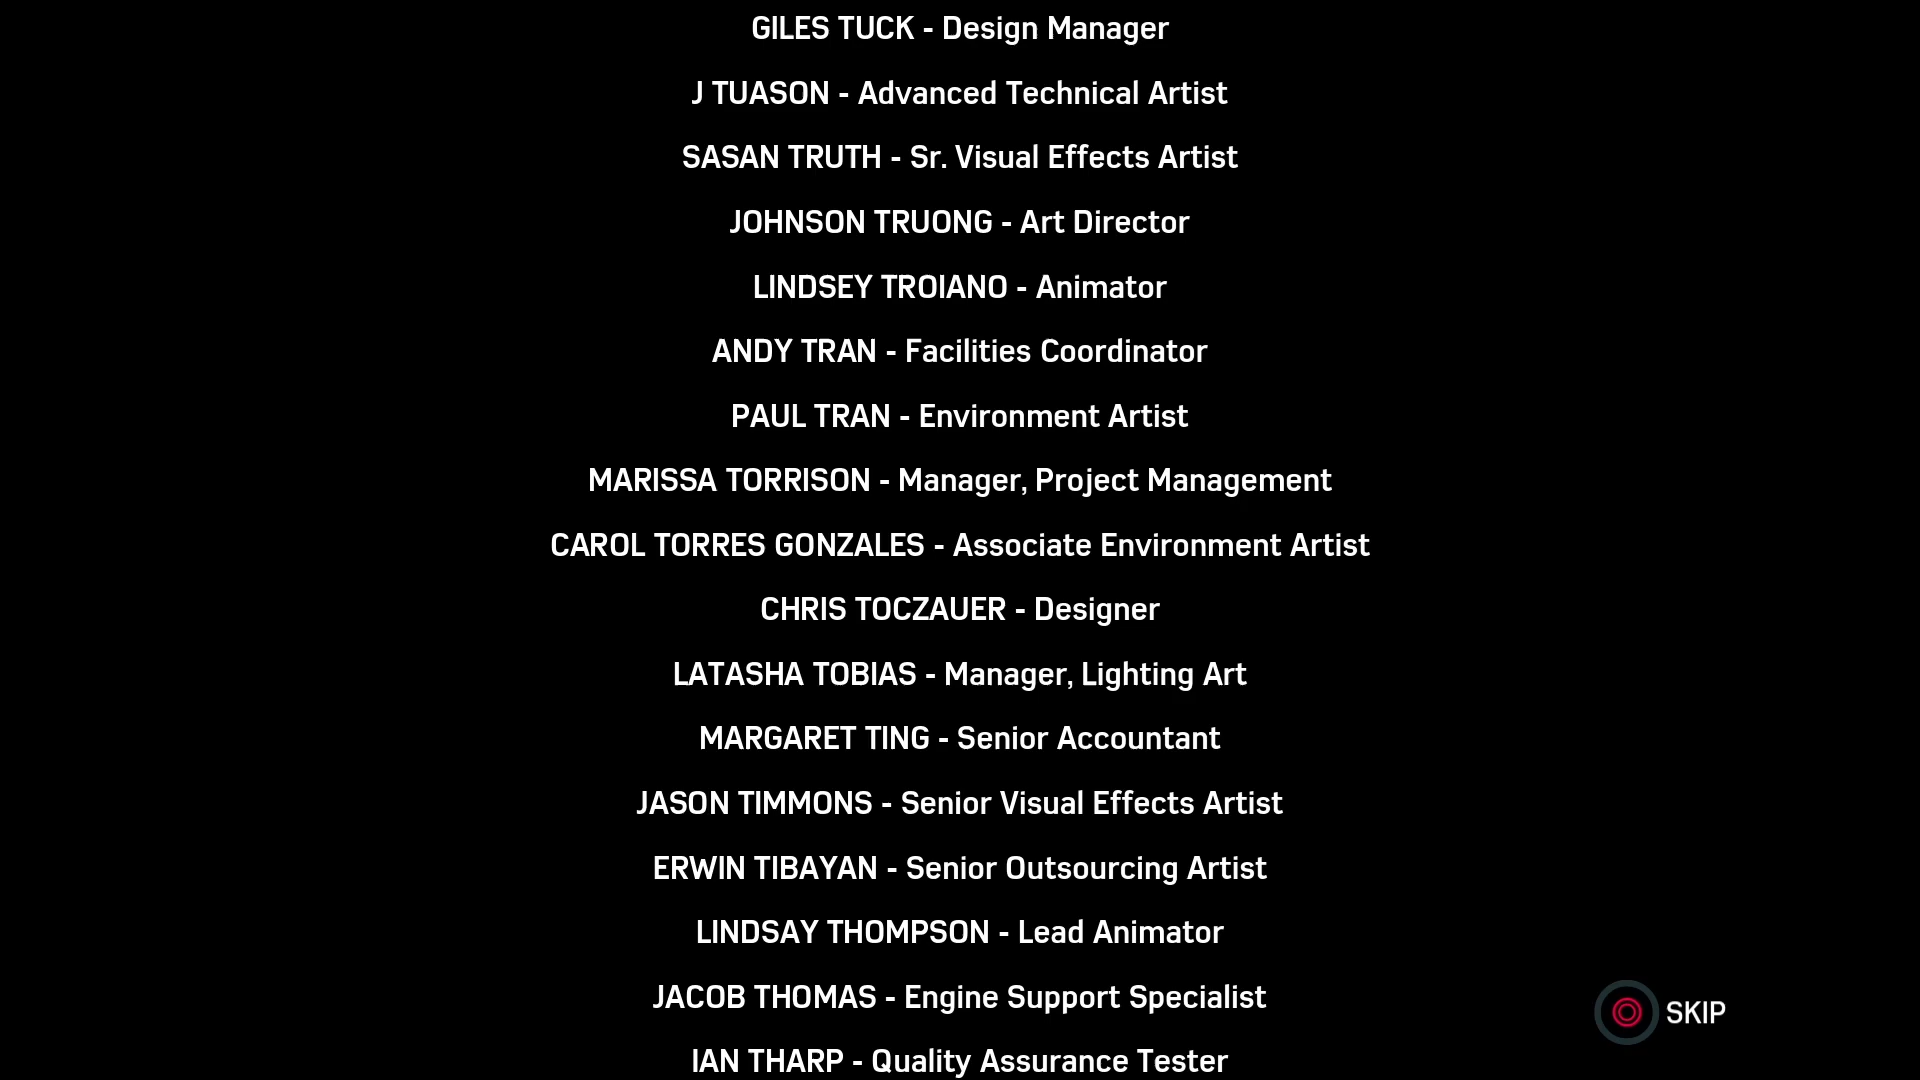 GILES TUCK - Design Manager
J TUASON - Advanced Technical Artist
SASAN TRUTH - Sr. Visual Effects Artist
JOHNSON TRUONG - Art Director
LINDSEY TROIANO - Animator
ANDY TRAN - Facilities Coordinator
PAUL TRAN - Environment Artist
MARISSA TORRISON - Manager, Project Management
CAROL TORRES GONZALES - Associate Environment Artist
CHRIS TOCZAUER - Designer
LATASHA TOBIAS - Manager, Lighting Art
MARGARET TING - Senior Accountant
JASON TIMMONS - Senior Visual Effects Artist
ERWIN TIBAYAN - Senior Outsourcing Artist
LINDSAY THOMPSON - Lead Animator
JACOB THOMAS - Engine Support Specialist
SKIP
IAN THARP - Quality Assurance Tester